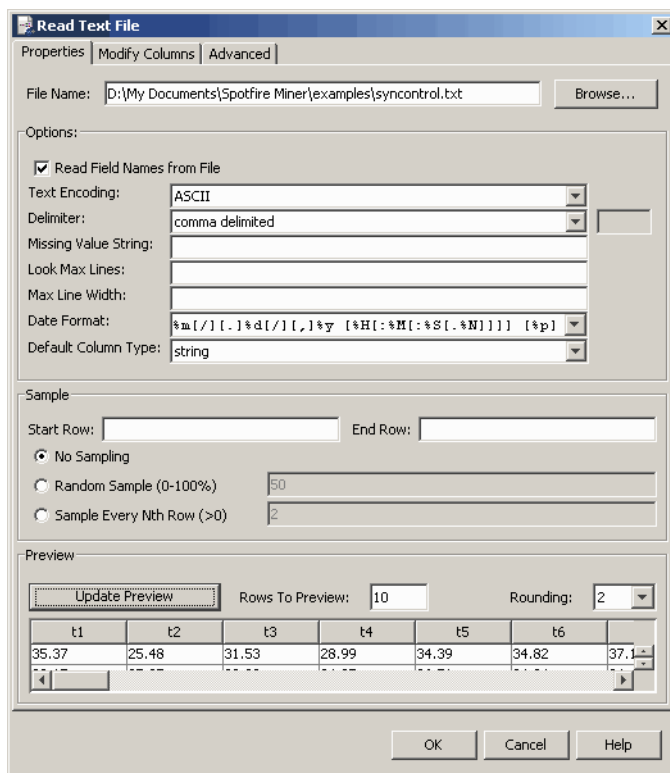 Read Text File
Properties Modify Columns Advanced
File Name: D:\My Documents\Spotfire Miner\examples\syncontrol.txt Browse...
Options:
Read Field Names from File
Text Encoding: ASCII
Delimiter: comma delimited
Missing Value String:
Look Max Lines:
Max Line Width:
Date Format: %m[/][.]%d[/][,]%y [%H[:%M[:%S[.%N]]]] [%p]
Default Column Type: string
Sample
Start Row: End Row:
No Sampling
Random Sample (0-100%) 50
Sample Every Nth Row (>0) 2
Preview
Update Preview Rows To Preview: 10 Rounding: 2
t1 t2 t3 t4 t5 t6
35.37 25.48 31.53 28.99 34.39 34.82 37.1
OK Cancel Help